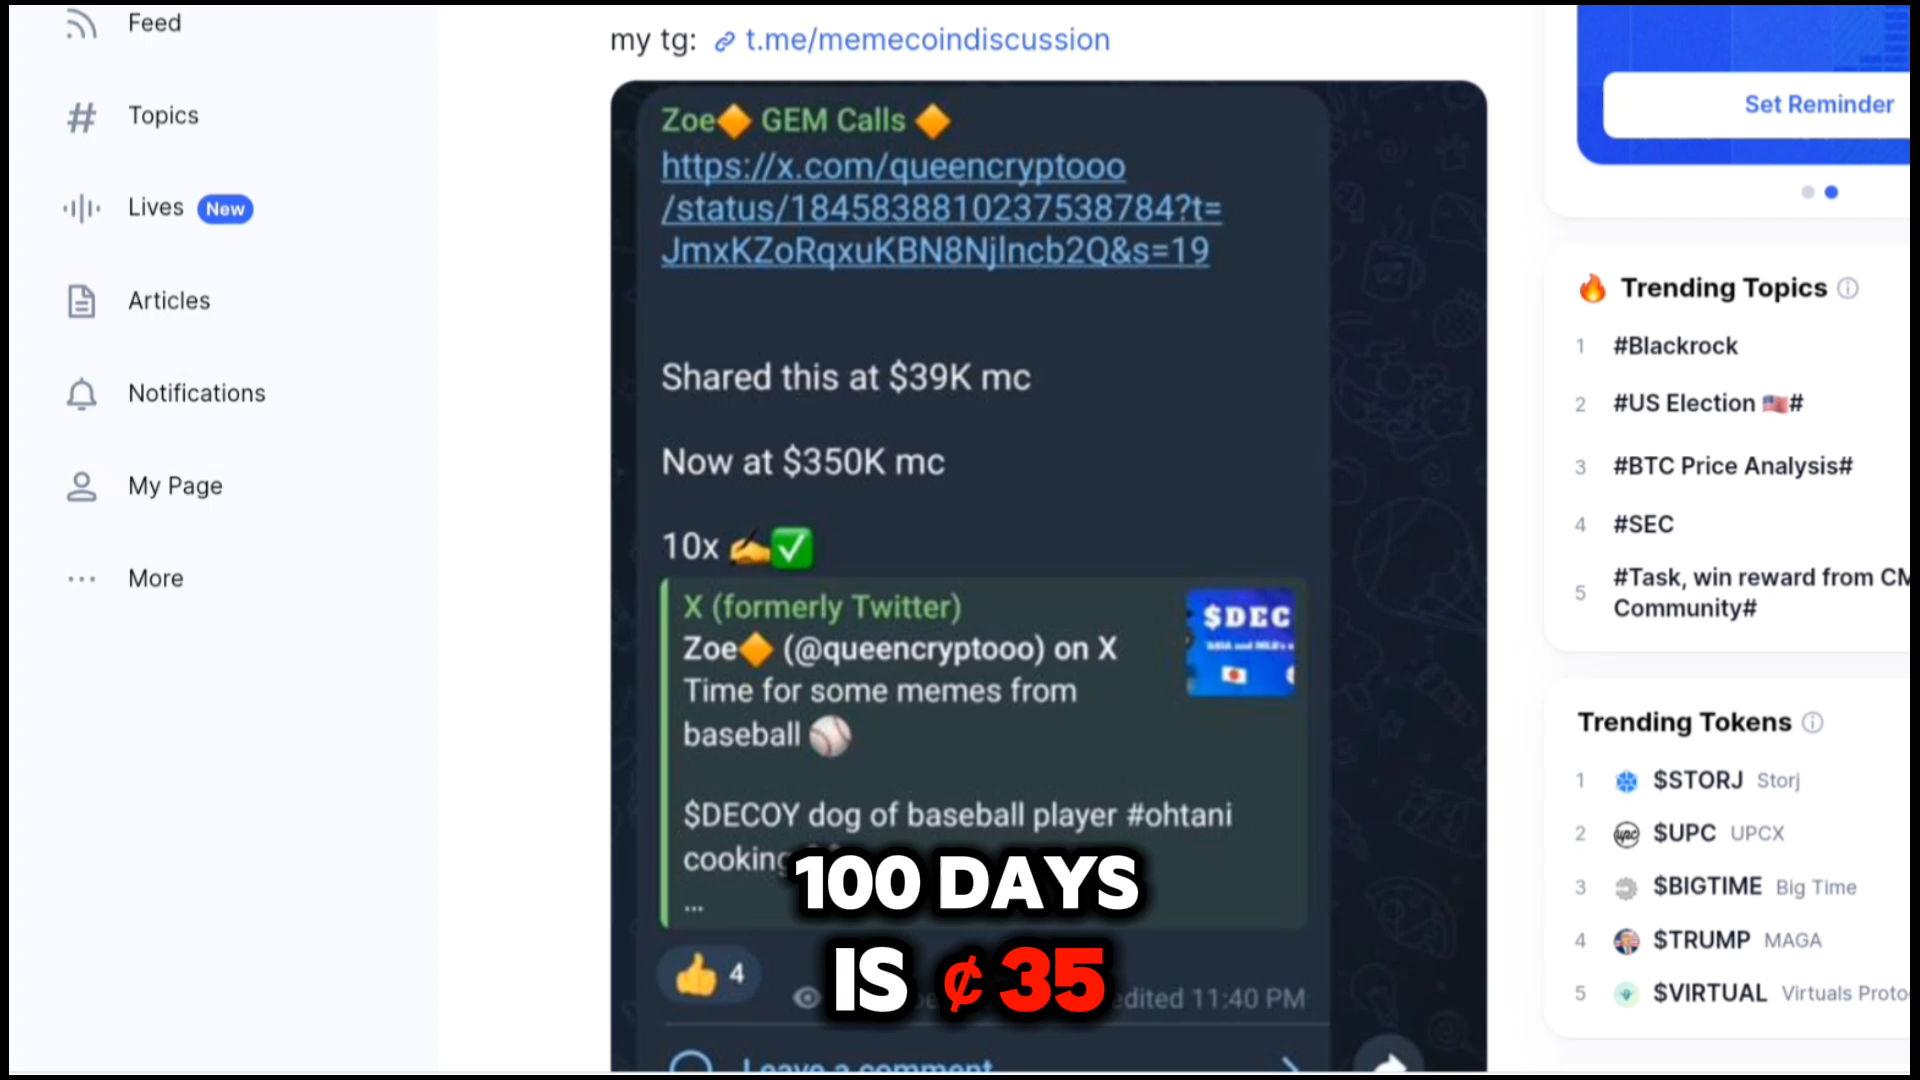 Feed
Topics
Lives New
Articles
Notifications
My Page
More
my tg: t.me/memecoindiscussion
Zoe🔶 GEM Calls 🔶
https://x.com/queencryptooo
/status/1845838810237538784?t=
JmxKZoRqxuKBN8Njlncb2Q&s=19
Shared this at $39K mc
Now at $350K mc
10x ✍️✅
X (formerly Twitter)
Zoe🔶 (@queencryptooo) on X
Time for some memes from
baseball ⚾
$DECOY dog of baseball player #ohtani
cooking
...
$DEC
👍 4
edited 11:40 PM
Leave a comment
100 DAYS
IS ¢ 35
Set Reminder
🔥 Trending Topics
1 #Blackrock
2 #US Election 🇺🇸#
3 #BTC Price Analysis#
4 #SEC
5 #Task, win reward from CM
Community#
Trending Tokens
1 $STORJ Storj
2 $UPC UPCX
3 $BIGTIME Big Time
4 $TRUMP MAGA
5 $VIRTUAL Virtuals Proto